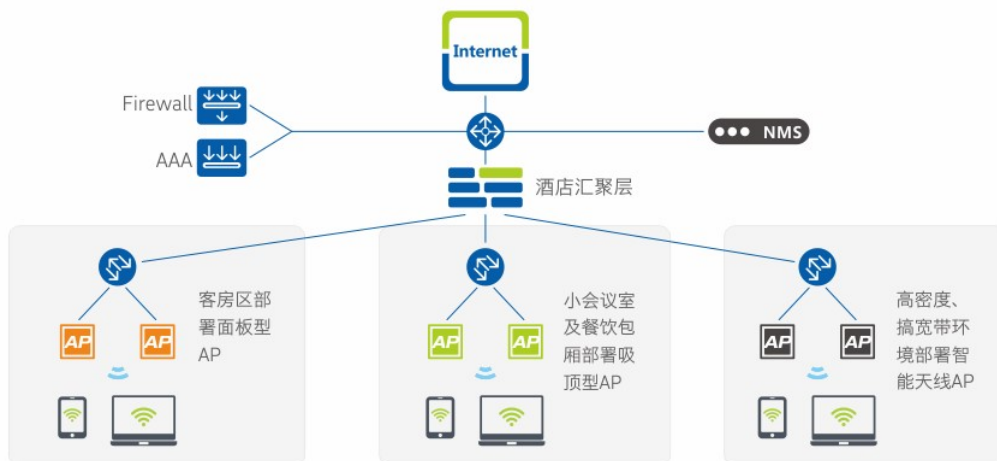 Internet
Firewall
AAA
NMS
酒店汇聚层
客房区部
署面板型
AP
AP
AP
小会议室
及餐饮包
厢部署吸
顶型AP
AP
AP
高密度、
搞宽带环
境部署智
能天线AP
AP
AP